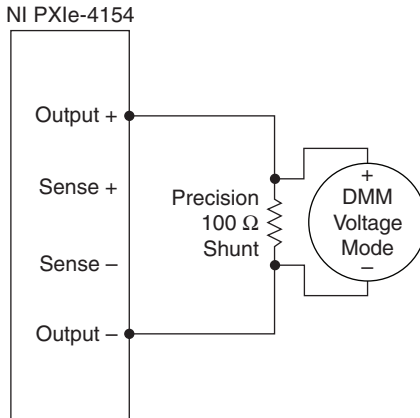 NI PXIe-4154
Output +
Sense +
Sense –
Output –
Precision
100 Ω
Shunt
+
DMM
Voltage
Mode
–